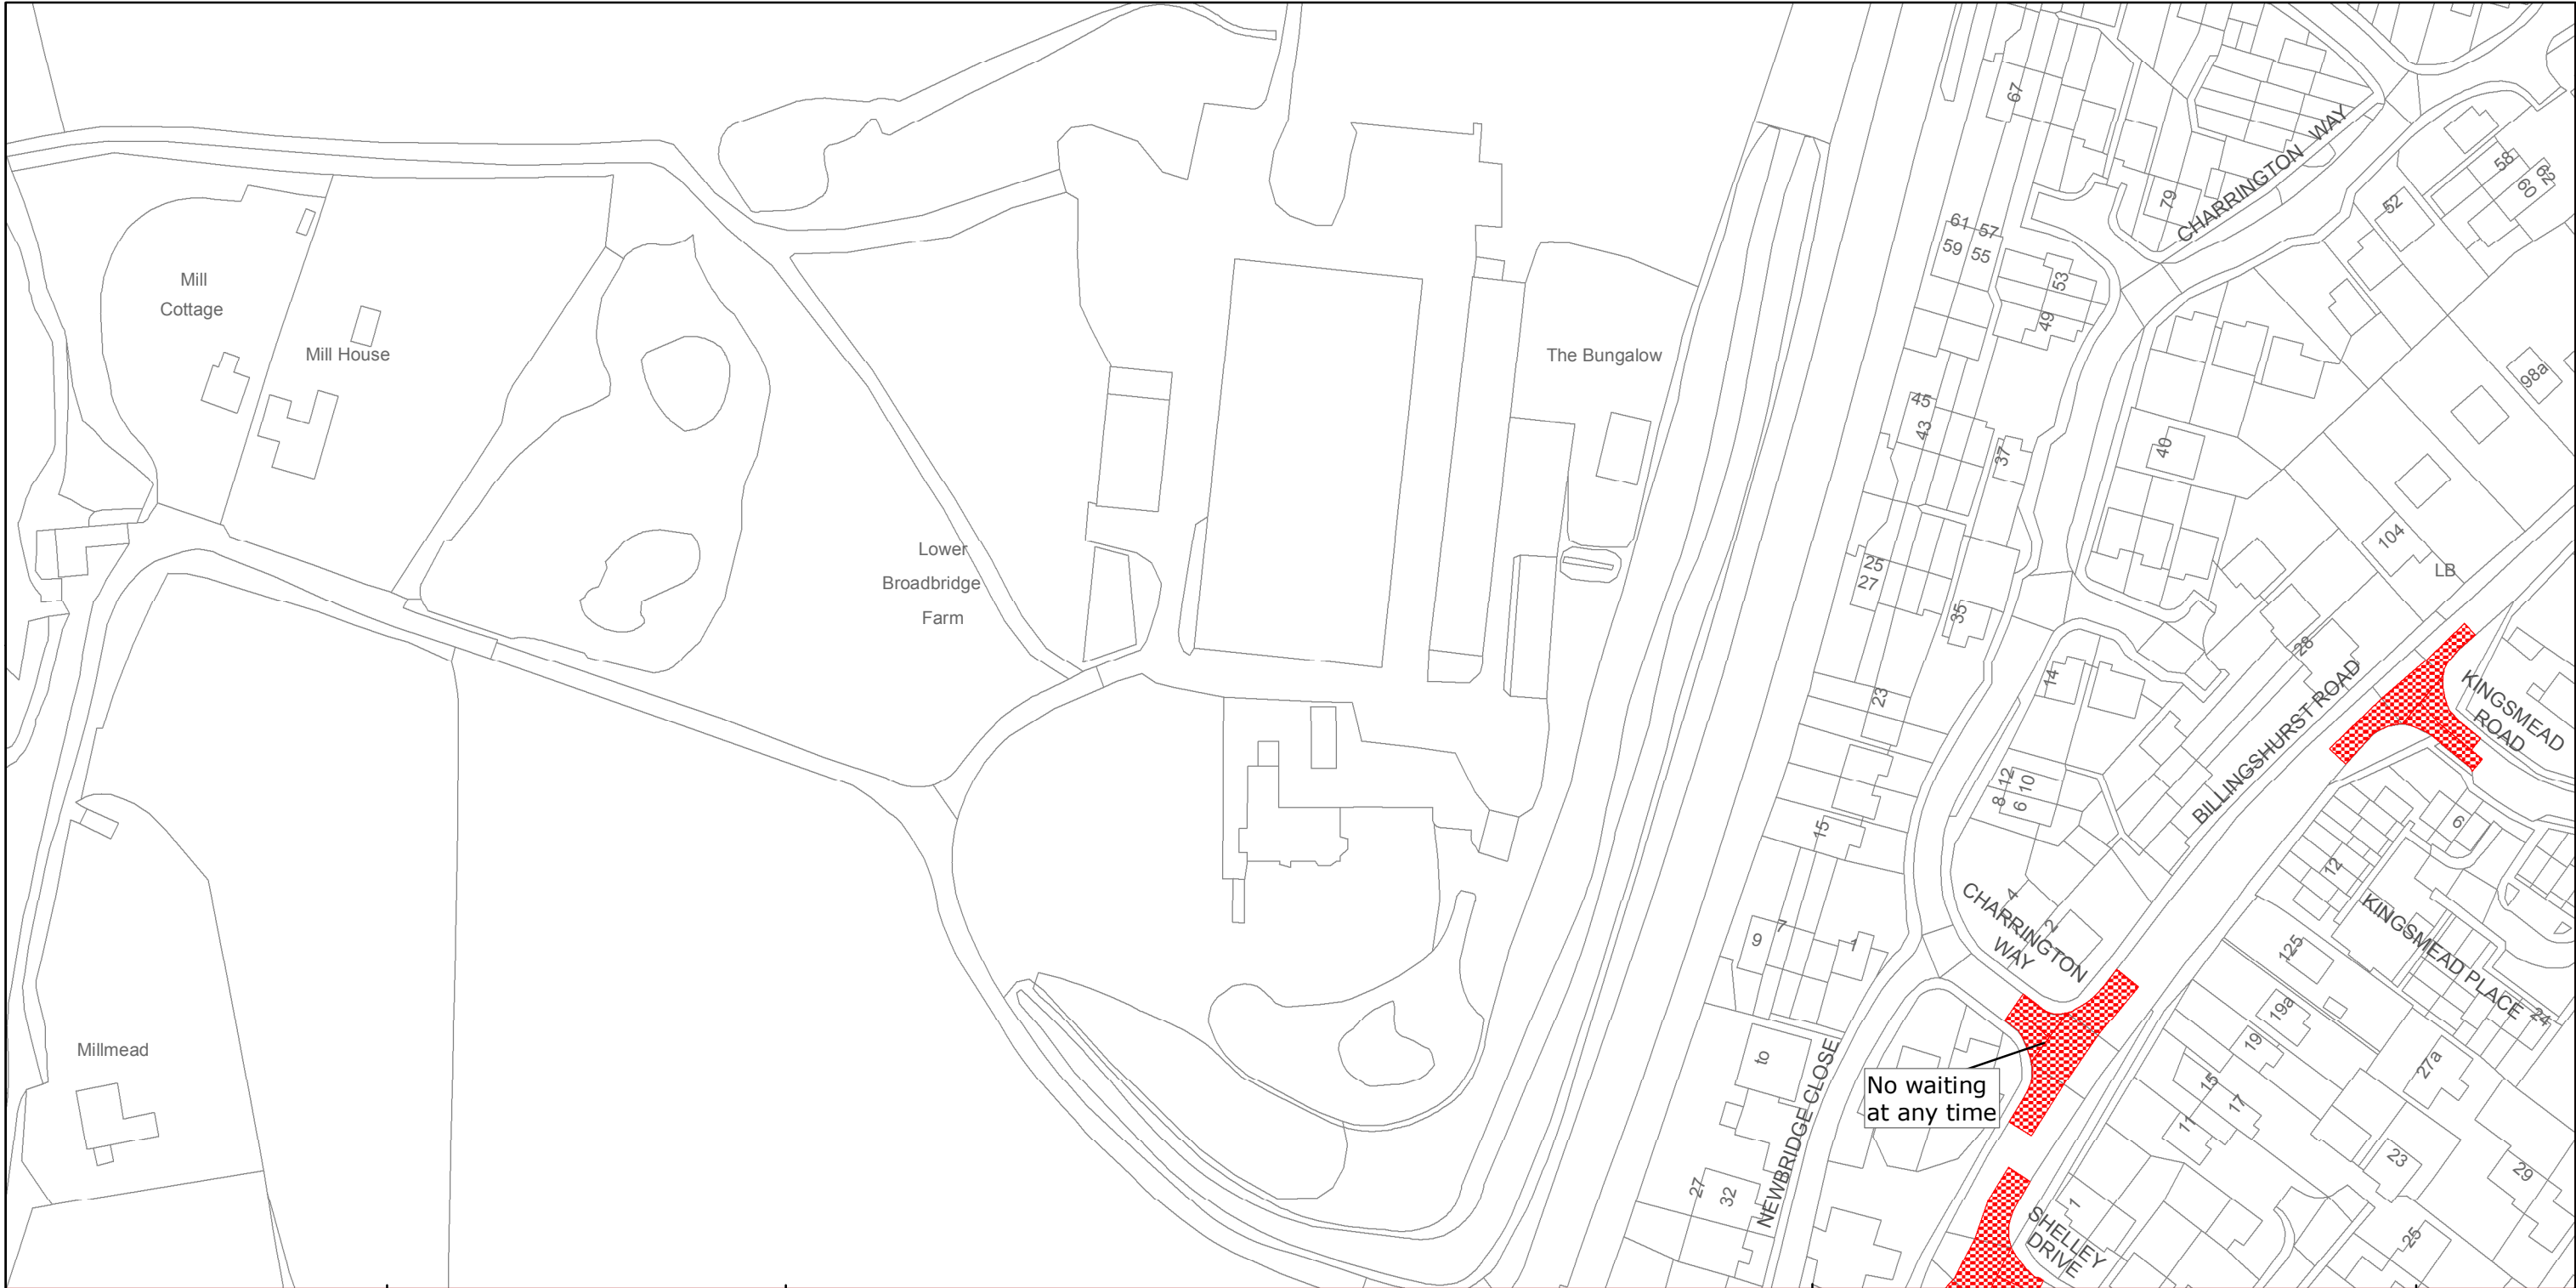 67
CHARRINGTON WAY
58
62
60
52
79
61 57
59 55
53
49
Mill
Cottage
Mill House
The Bungalow
98a
45
43
37
40
104
LB
25
27
35
Lower
Broadbridge
Farm
28
14
23
KINGSMEAD
ROAD
BILLINGSHURST ROAD
12
10
8
6
15
6
12
4
2
CHARRINGTON
WAY
KINGSMEAD PLACE
7
9
1
125
19a
24
19
27a
15
17
11
Millmead
to
NEWBRIDGE CLOSE
No waiting
at any time
23
29
27
32
1
SHELLEY
DRIVE
25